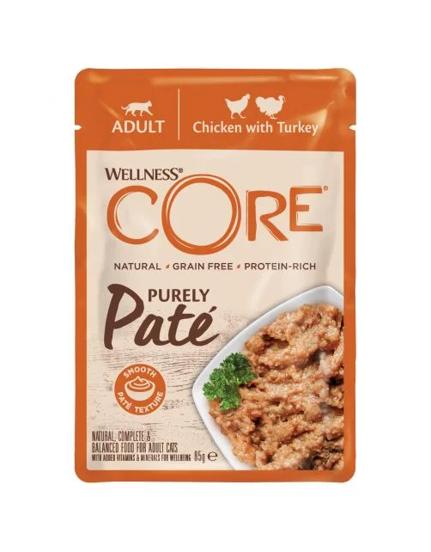 ADULT
Chicken with Turkey
WELLNESS®
CORE®
NATURAL • GRAIN FREE • PROTEIN-RICH
PURELY
Paté
SMOOTH
PATÉ TEXTURE
NATURAL, COMPLETE &
BALANCED FOOD FOR ADULT CATS
WITH ADDED VITAMINS & MINERALS FOR WELLBEING 85g ℮